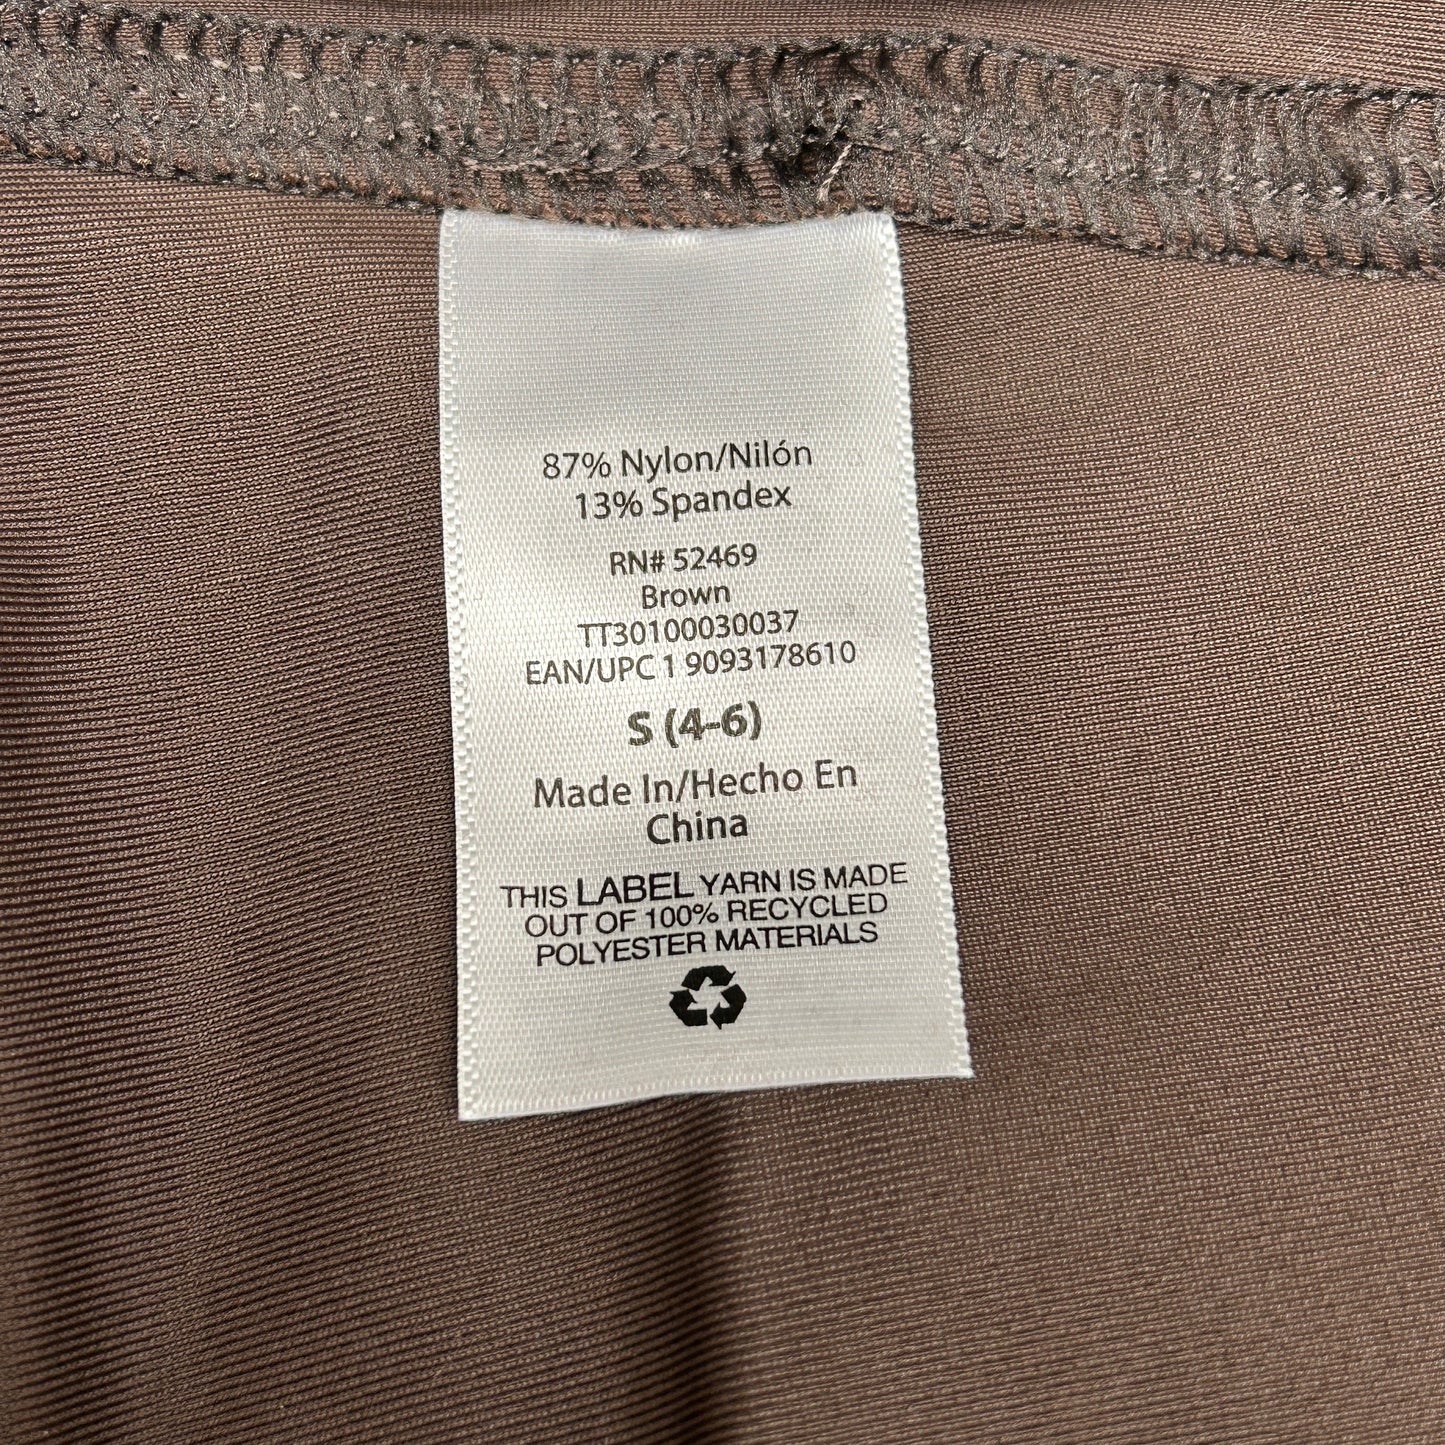 87% Nylon/Nilón
13% Spandex
RN# 52469
Brown
TT30100030037
EAN/UPC 1 9093178610
S (4-6)
Made In/Hecho En
China
THIS LABEL YARN IS MADE
OUT OF 100% RECYCLED
POLYESTER MATERIALS